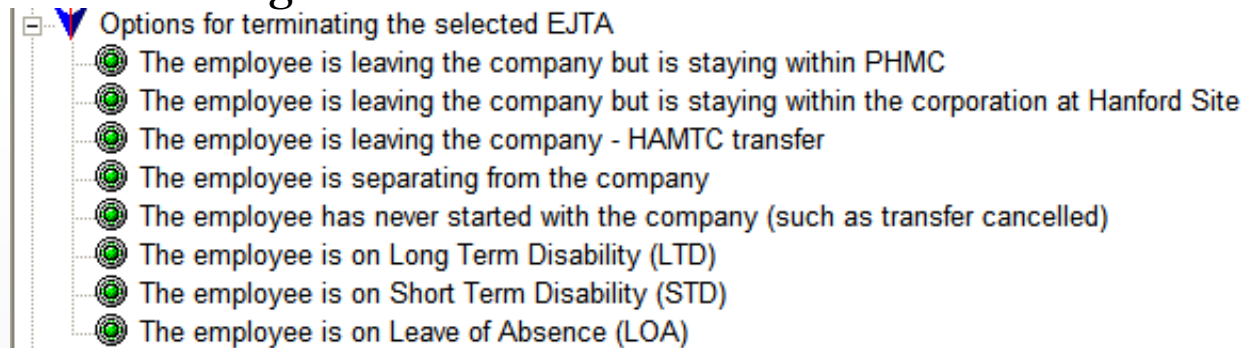 Options for terminating the selected EJTA
The employee is leaving the company but is staying within PHMC
The employee is leaving the company but is staying within the corporation at Hanford Site
The employee is leaving the company - HAMTC transfer
The employee is separating from the company
The employee has never started with the company (such as transfer cancelled)
The employee is on Long Term Disability (LTD)
The employee is on Short Term Disability (STD)
The employee is on Leave of Absence (LOA)